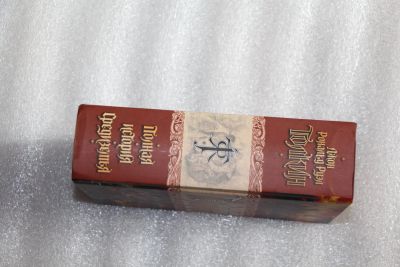 Джон
Рональд Руэл
Толкин
Полная
история
Средиземья